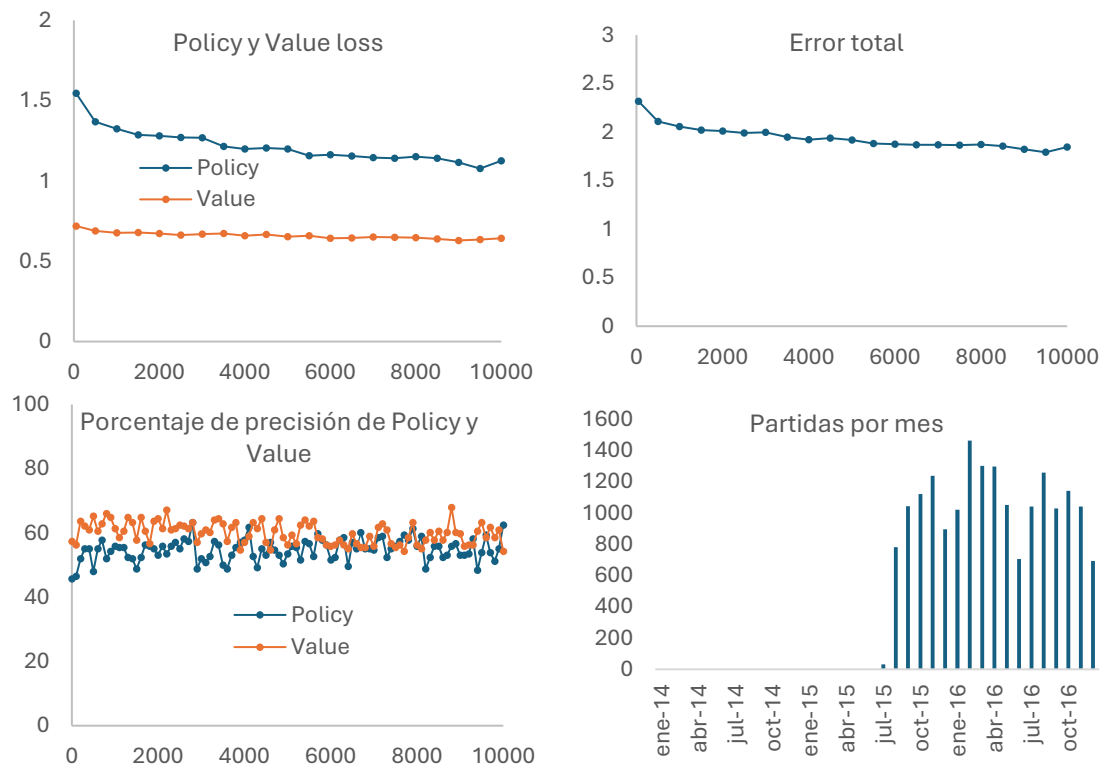 Policy y Value loss
2
1.5
1
0.5
0
Policy
Value
0 2000 4000 6000 8000 10000
Error total
3
2.5
2
1.5
1
0.5
0
0 2000 4000 6000 8000 10000
Porcentaje de precisión de Policy y
Value
100
80
60
40
20
0
Policy
Value
0 2000 4000 6000 8000 10000
Partidas por mes
1600
1400
1200
1000
800
600
400
200
0
ene-14
abr-14
jul-14
oct-14
ene-15
abr-15
jul-15
oct-15
ene-16
abr-16
jul-16
oct-16